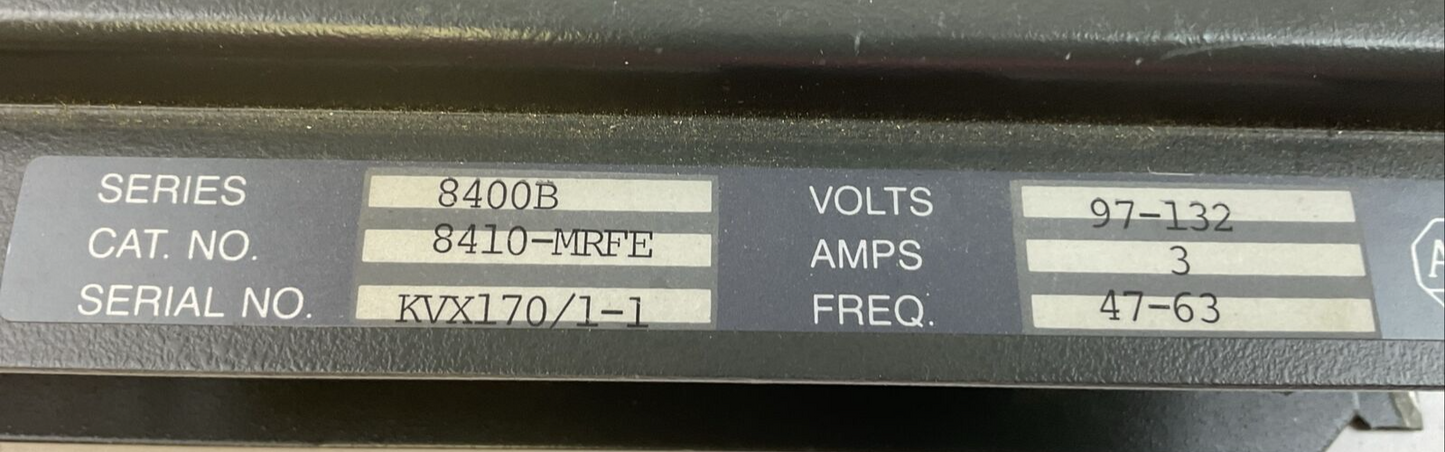 SERIES 8400B VOLTS 97-132
CAT. NO. 8410-MRFE AMPS 3
SERIAL NO. KVX170/1-1 FREQ. 47-63